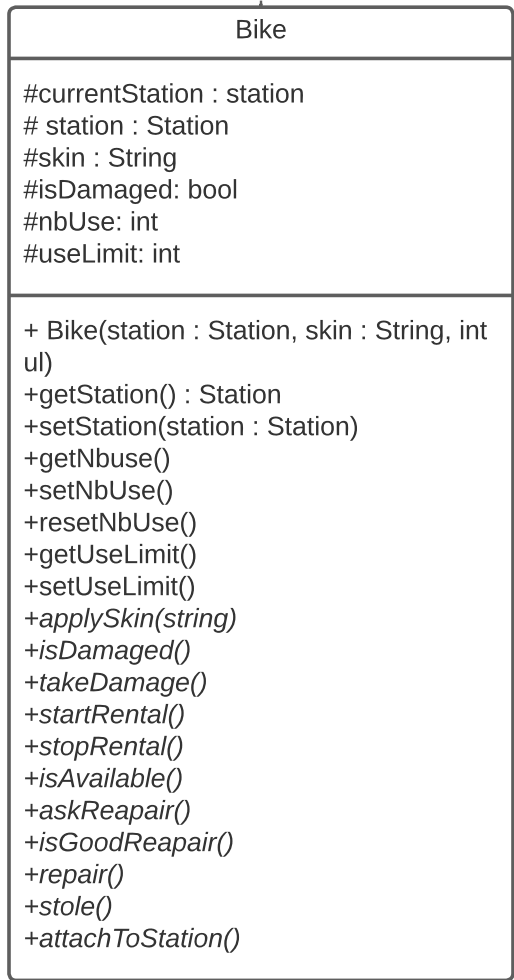 Bike
#currentStation : station
# station : Station
#skin : String
#isDamaged: bool
#nbUse: int
#useLimit: int
+ Bike(station : Station, skin : String, int
ul)
+getStation() : Station
+setStation(station : Station)
+getNbuse()
+setNbUse()
+resetNbUse()
+getUseLimit()
+setUseLimit()
+applySkin(string)
+isDamaged()
+takeDamage()
+startRental()
+stopRental()
+isAvailable()
+askReapair()
+isGoodReapair()
+repair()
+stole()
+attachToStation()